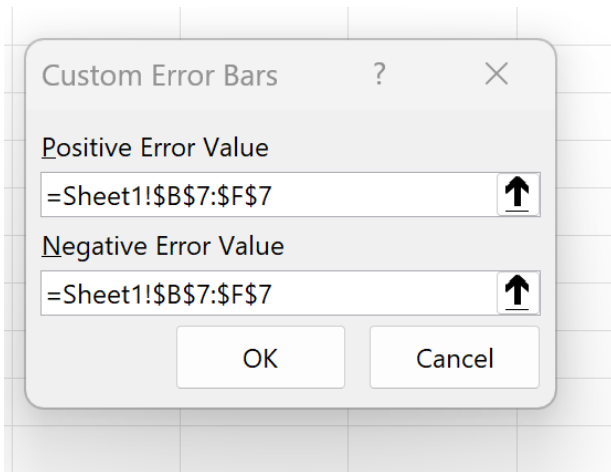 Custom Error Bars ?
Positive Error Value
=Sheet1!$B$7:$F$7
Negative Error Value
=Sheet1!$B$7:$F$7
OK Cancel